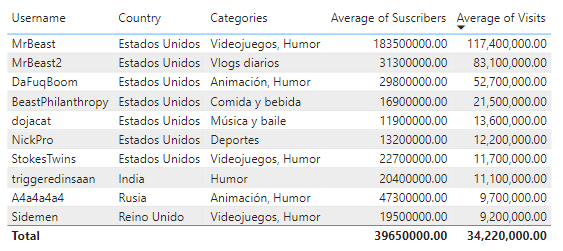 Username Country Categories Average of Suscribers Average of Visits
MrBeast Estados Unidos Videojuegos, Humor 183500000.00 117,400,000.00
MrBeast2 Estados Unidos Vlogs diarios 31300000.00 83,100,000.00
DaFuqBoom Estados Unidos Animación, Humor 29800000.00 52,700,000.00
BeastPhilanthropy Estados Unidos Comida y bebida 16900000.00 21,500,000.00
dojacat Estados Unidos Música y baile 11900000.00 13,600,000.00
NickPro Estados Unidos Deportes 13200000.00 12,200,000.00
StokesTwins Estados Unidos Videojuegos, Humor 22700000.00 11,700,000.00
triggeredinsaan India Humor 20400000.00 11,100,000.00
A4a4a4a4 Rusia Animación, Humor 47300000.00 9,700,000.00
Sidemen Reino Unido Videojuegos, Humor 19500000.00 9,200,000.00
Total 39650000.00 34,220,000.00